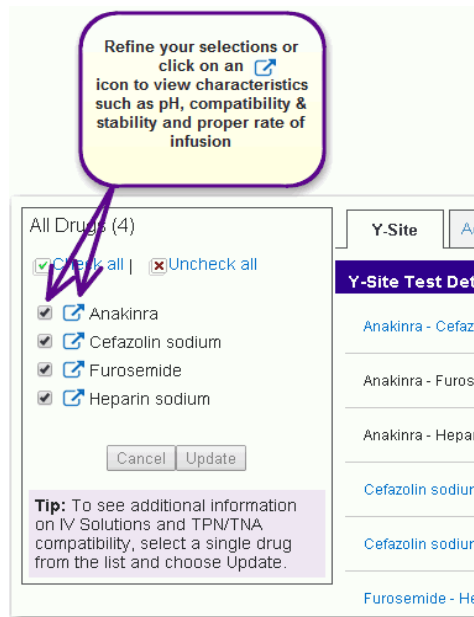 Refine your selections or
click on an
icon to view characteristics
such as pH, compatibility &
stability and proper rate of
infusion
All Drugs (4)
Check all | Uncheck all
Anakinra
Cefazolin sodium
Furosemide
Heparin sodium
Cancel Update
Tip: To see additional information
on IV Solutions and TPN/TNA
compatibility, select a single drug
from the list and choose Update.
Y-Site A
Y-Site Test Det
Anakinra - Cefaz
Anakinra - Furos
Anakinra - Hepar
Cefazolin sodiur
Cefazolin sodiur
Furosemide - He